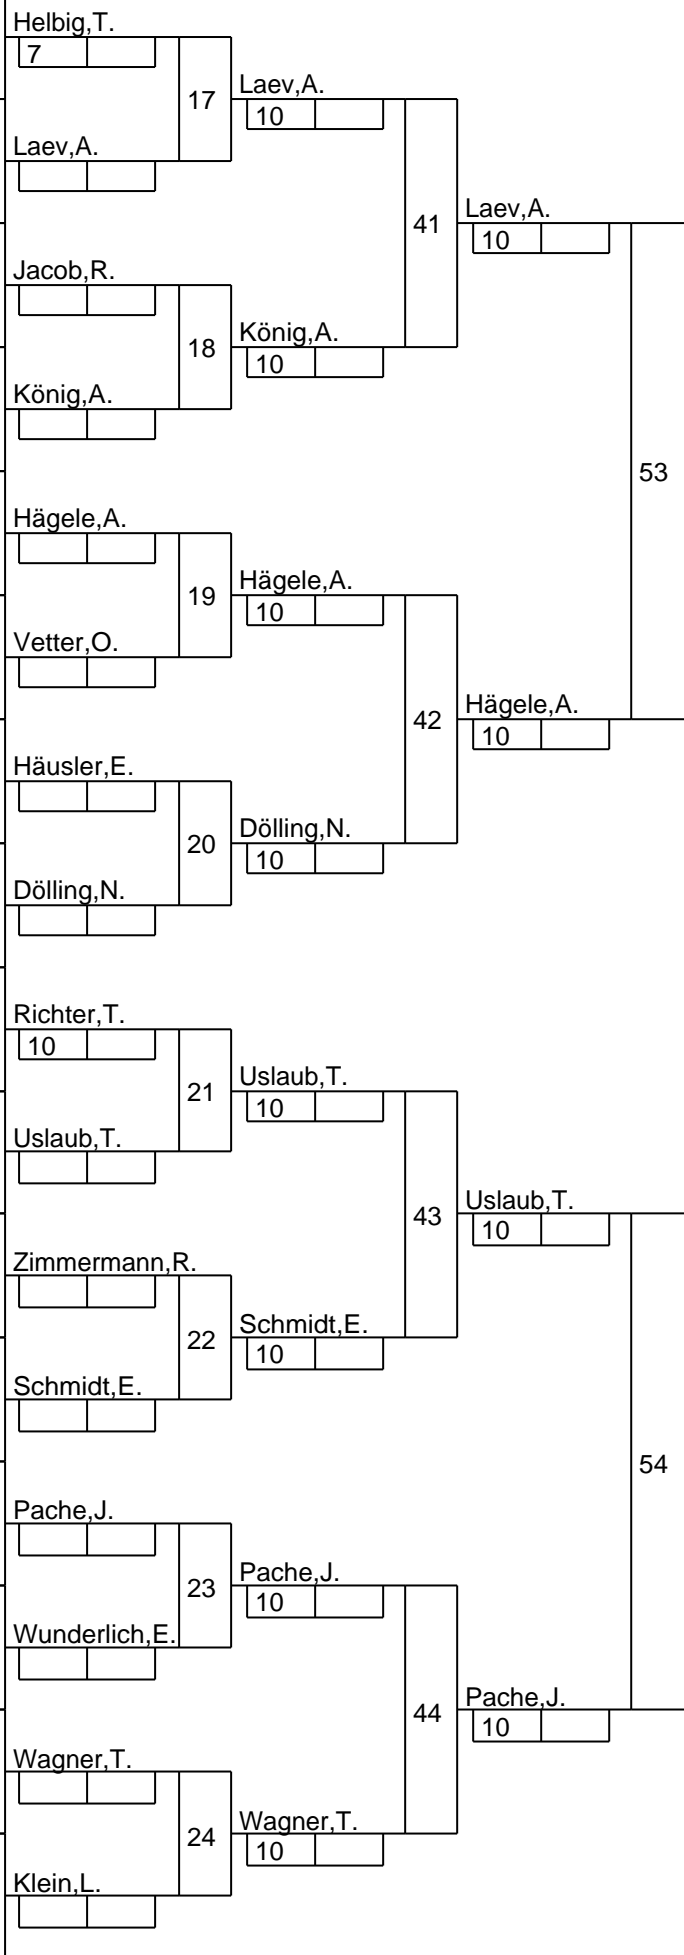 Helbig,T.
7
17
Laev,A.
10
Laev,A.
41
Laev,A.
10
Jacob,R.
18
König,A.
10
König,A.
53
Hägele,A.
19
Hägele,A.
10
Vetter,O.
42
Hägele,A.
10
Häusler,E.
20
Dölling,N.
10
Dölling,N.
Richter,T.
10
21
Uslaub,T.
10
Uslaub,T.
43
Uslaub,T.
10
Zimmermann,R.
22
Schmidt,E.
10
Schmidt,E.
54
Pache,J.
23
Pache,J.
10
Wunderlich,E.
44
Pache,J.
10
Wagner,T.
24
Wagner,T.
10
Klein,L.